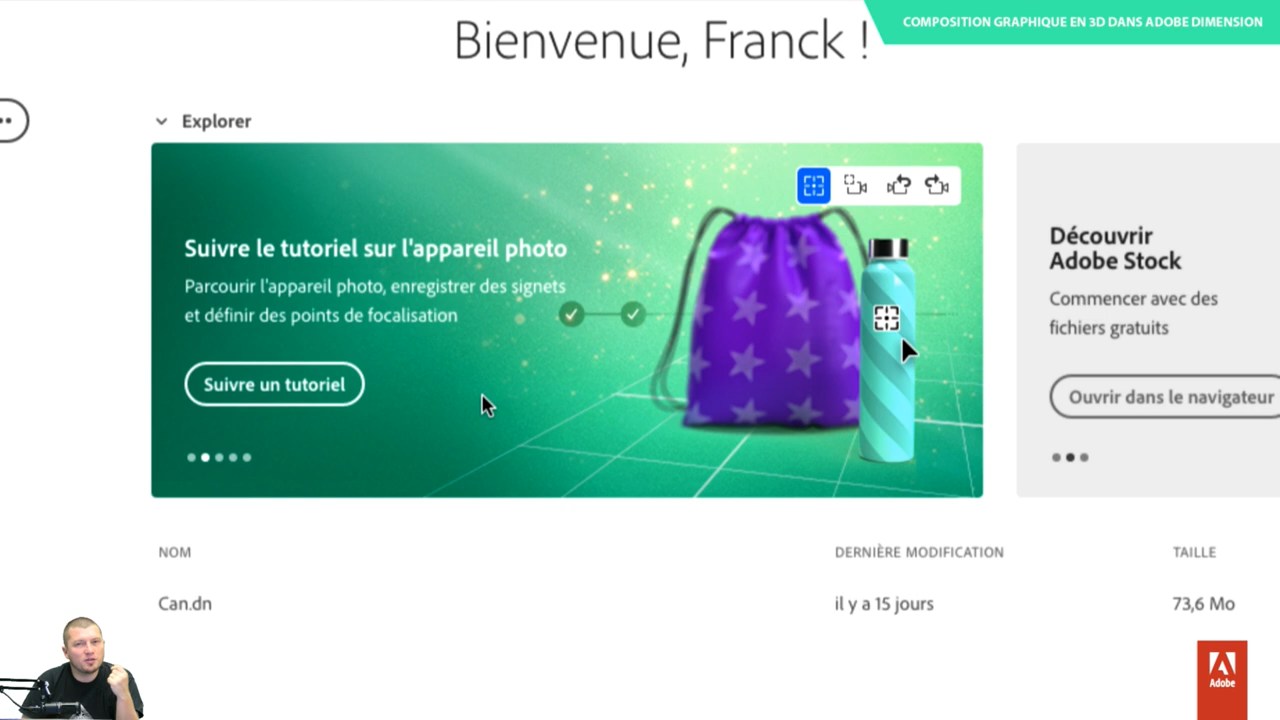 COMPOSITION GRAPHIQUE EN 3D DANS ADOBE DIMENSION
Bienvenue, Franck !
Explorer
Suivre le tutoriel sur l'appareil photo
Parcourir l'appareil photo, enregistrer des signets
et définir des points de focalisation
Suivre un tutoriel
Découvrir
Adobe Stock
Commencer avec des
fichiers gratuits
Ouvrir dans le navigateur
NOM
DERNIÈRE MODIFICATION
TAILLE
Can.dn
il y a 15 jours
73,6 Mo
Adobe